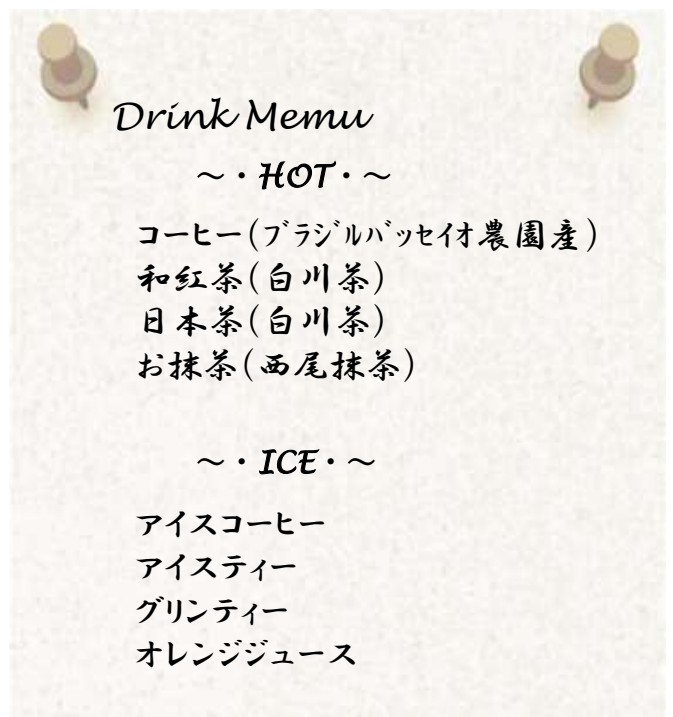 Drink Memu
～・HOT・～
コーヒー(ﾌﾞﾗｼﾞﾙﾊﾞｯｾｲｵ農園産)
和紅茶(白川茶)
日本茶(白川茶)
お抹茶(西尾抹茶)
～・ICE・～
アイスコーヒー
アイスティー
グリンティー
オレンジジュース